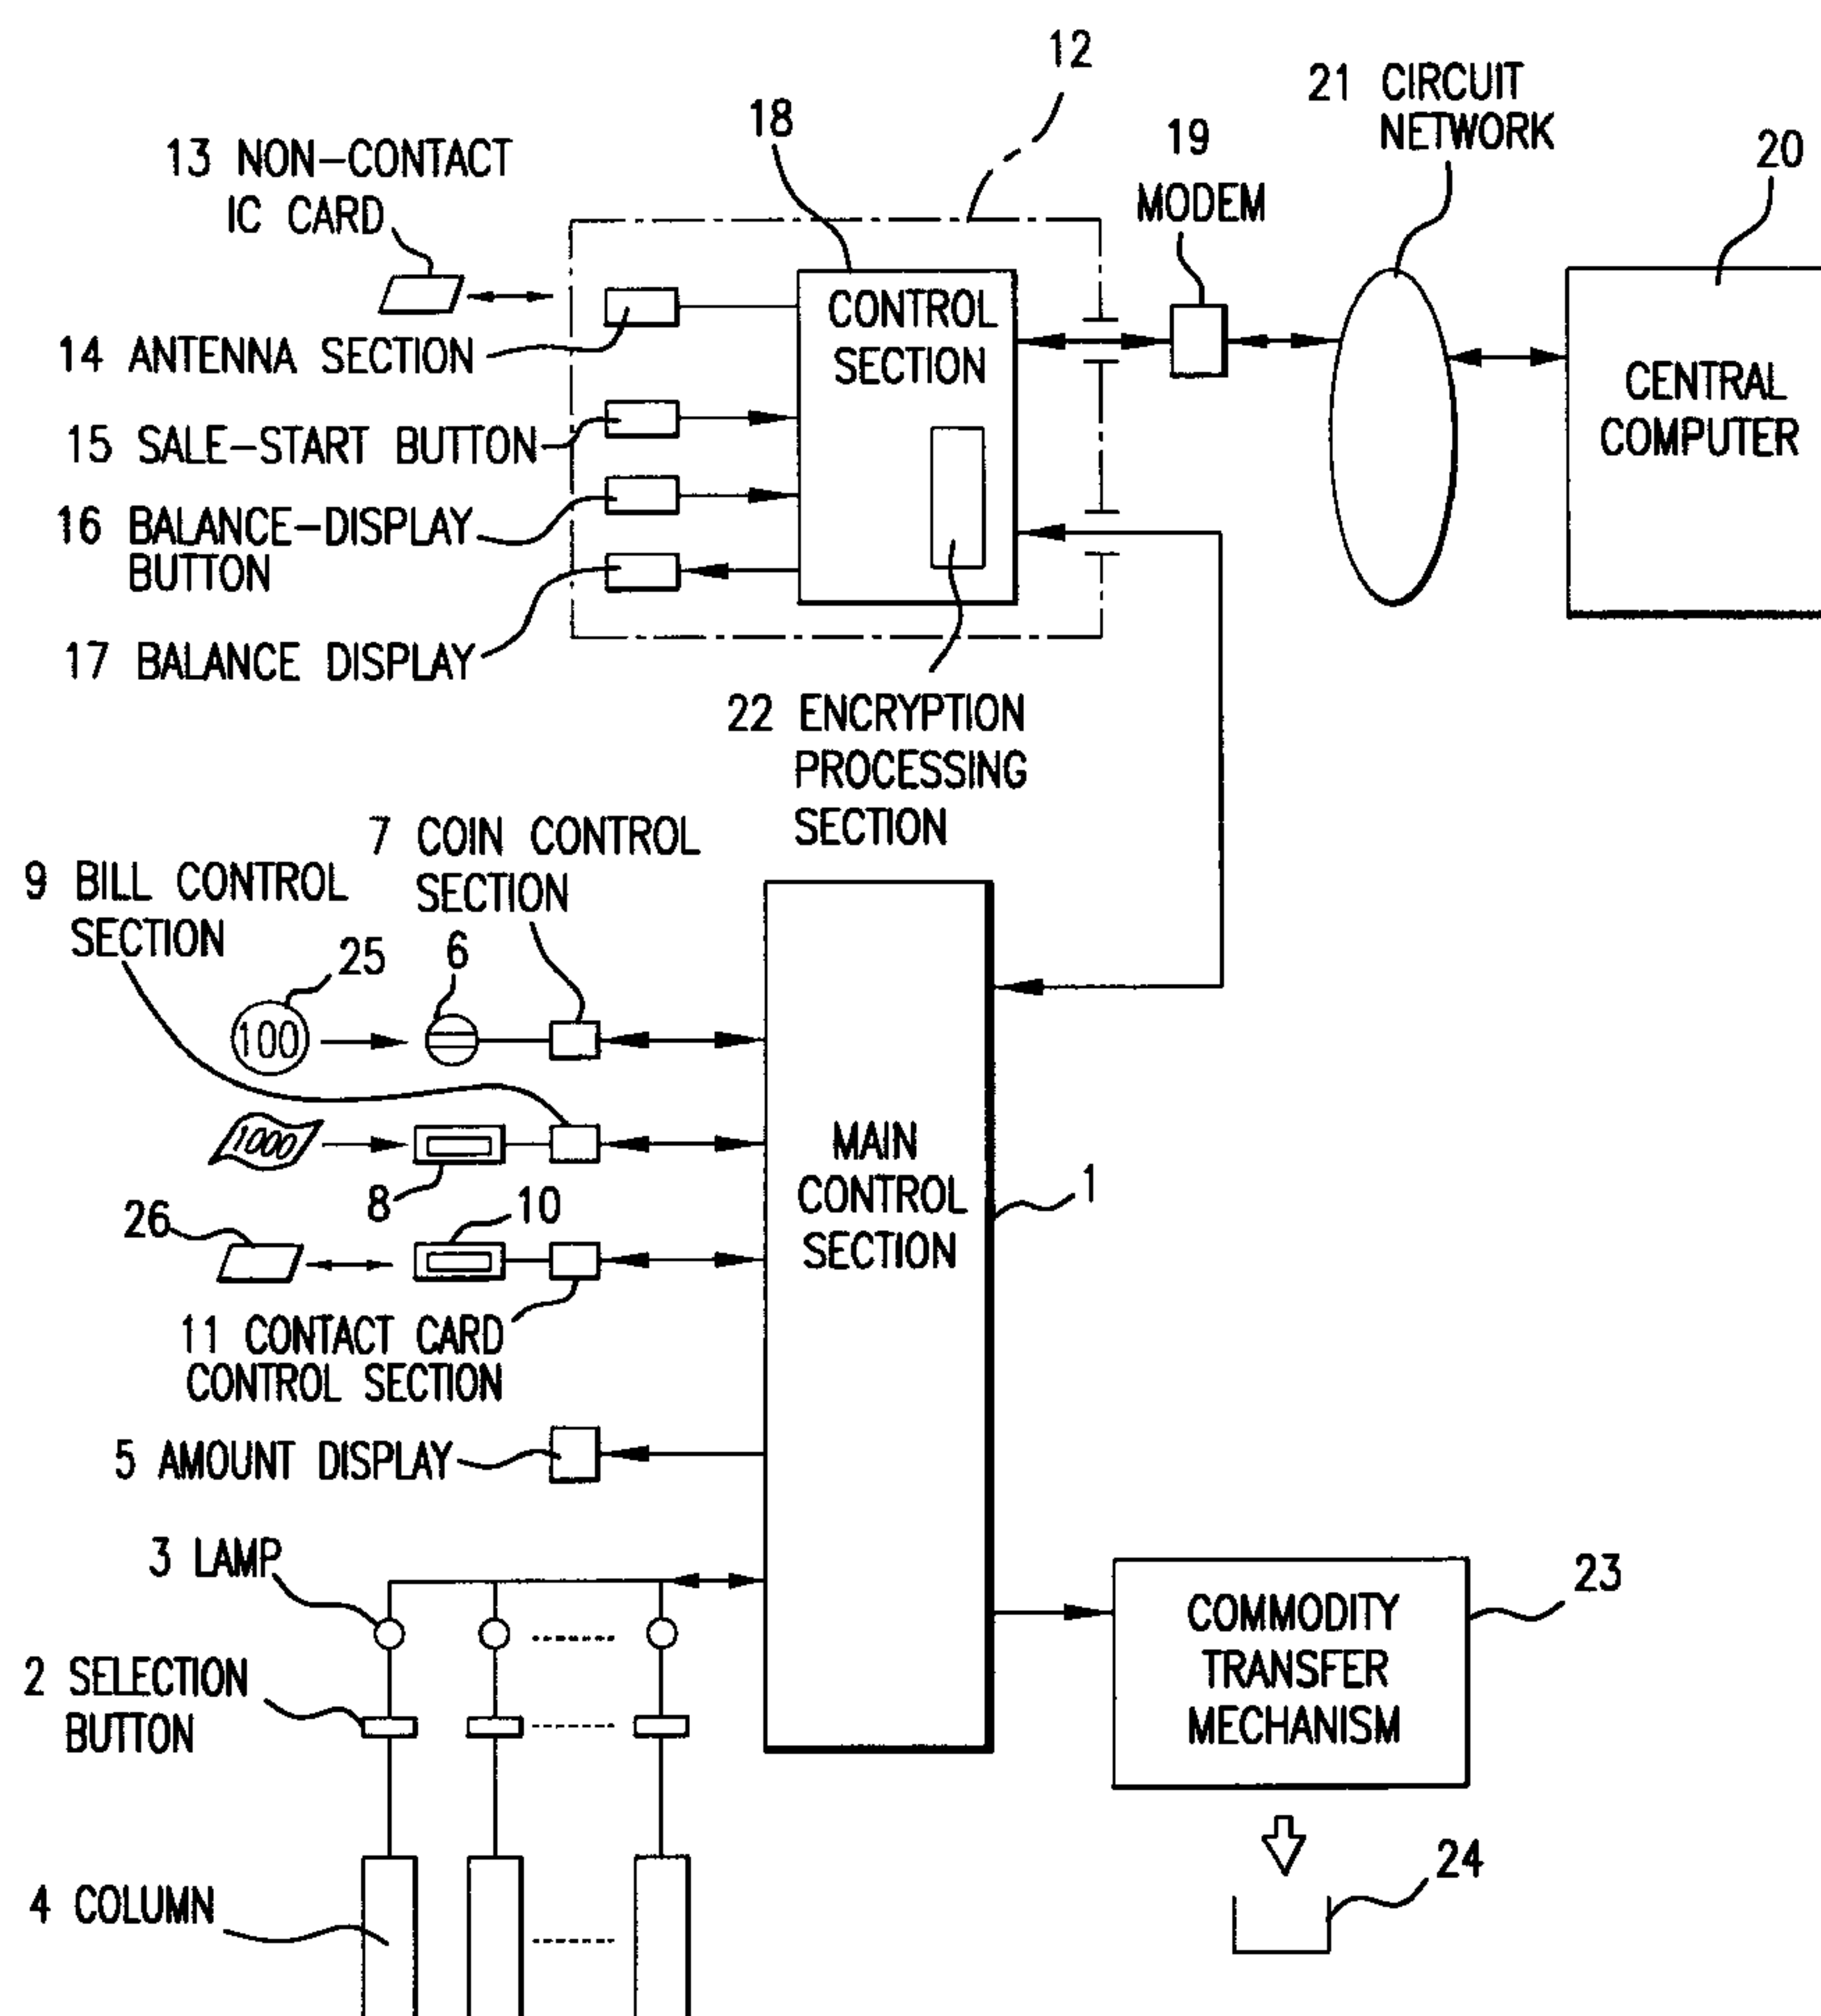 12
21 CIRCUIT
NETWORK
18
19
MODEM
20
13 NON-CONTACT
IC CARD
CONTROL
SECTION
14 ANTENNA SECTION
CENTRAL
COMPUTER
15 SALE-START BUTTON
16 BALANCE-DISPLAY
BUTTON
17 BALANCE DISPLAY
22 ENCRYPTION
PROCESSING
SECTION
7 COIN CONTROL
SECTION
9 BILL CONTROL
SECTION
25
6
100
1000
8
MAIN
CONTROL
SECTION
1
26
10
11 CONTACT CARD
CONTROL SECTION
5 AMOUNT DISPLAY
3 LAMP
23
COMMODITY
TRANSFER
MECHANISM
2 SELECTION
BUTTON
24
4 COLUMN